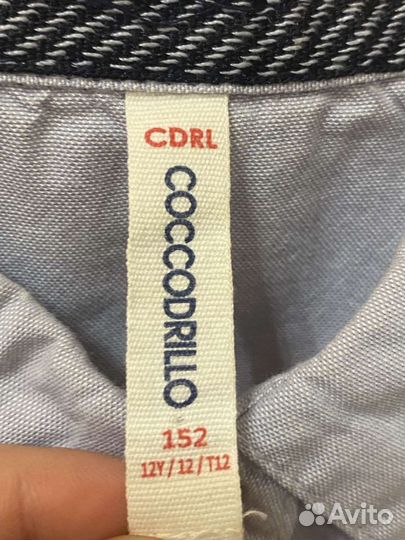 CDRL
COCCODRILLO
152
12Y/12/T12
Avito